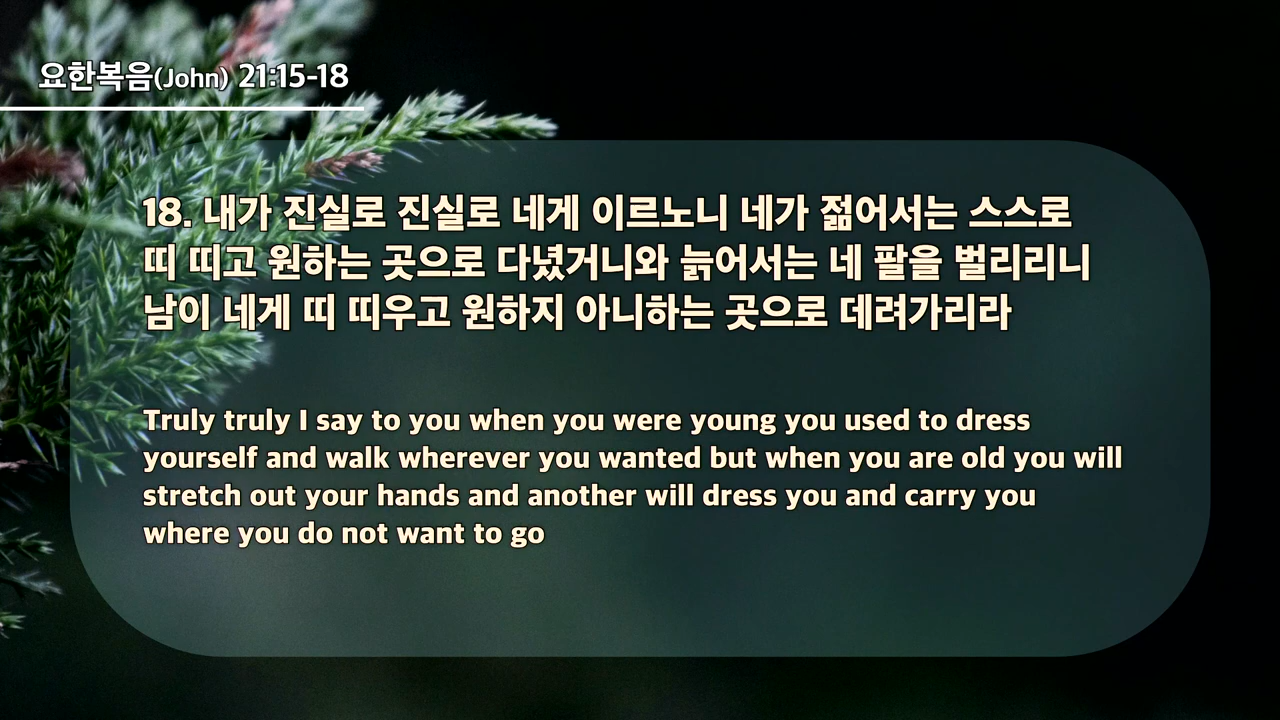 요한복음(John) 21:15-18
18. 내가 진실로 진실로 네게 이르노니 네가 젊어서는 스스로
띠 띠고 원하는 곳으로 다녔거니와 늙어서는 네 팔을 벌리리니
남이 네게 띠 띠우고 원하지 아니하는 곳으로 데려가리라
Truly truly I say to you when you were young you used to dress
yourself and walk wherever you wanted but when you are old you will
stretch out your hands and another will dress you and carry you
where you do not want to go